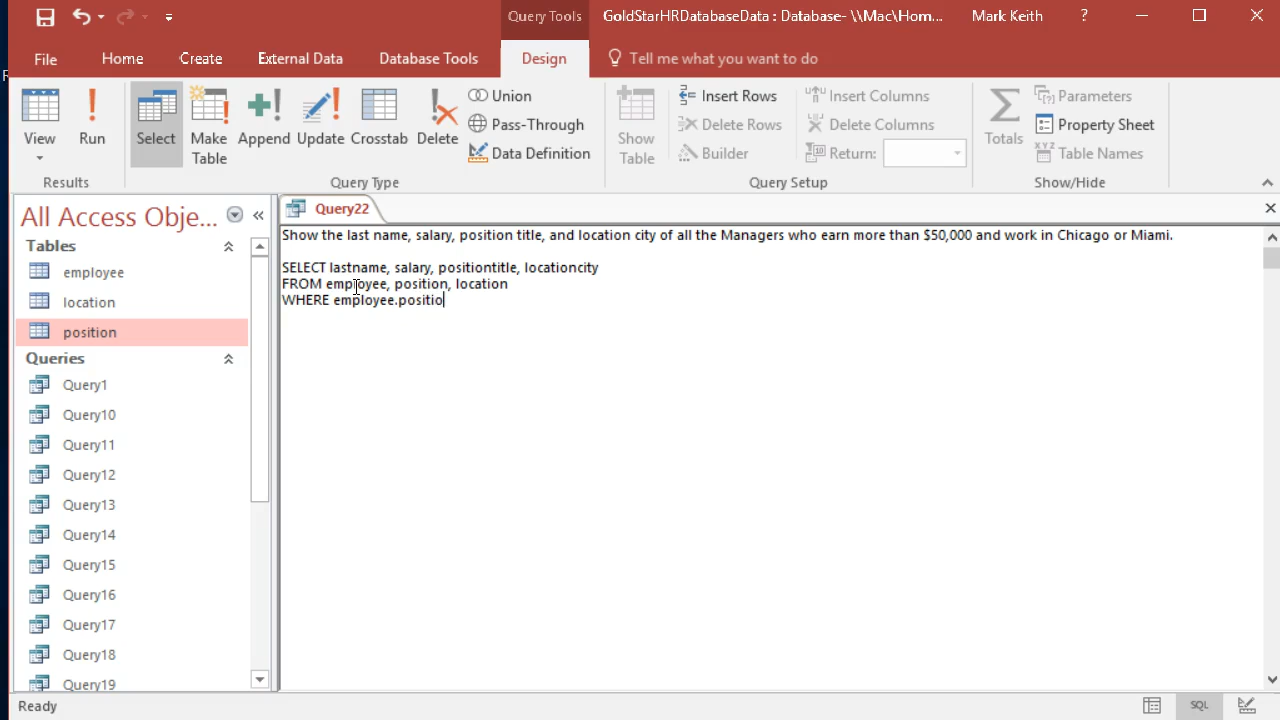 Query Tools GoldStarHRDatabaseData : Database- \\Mac\Hom... Mark Keith ?
File Home Create External Data Database Tools Design Tell me what you want to do
View Run Select Make Table Append Update Crosstab Delete Union Pass-Through Data Definition Show Table Insert Rows Delete Rows Builder Insert Columns Delete Columns Return: Totals Parameters Property Sheet Table Names
Results Query Type Query Setup Show/Hide
All Access Obje... «
Query22
Tables
employee
location
position
Queries
Query1
Query10
Query11
Query12
Query13
Query14
Query15
Query16
Query17
Query18
Query19
Show the last name, salary, position title, and location city of all the Managers who earn more than $50,000 and work in Chicago or Miami.
SELECT lastname, salary, positiontitle, locationcity
FROM employee, position, location
WHERE employee.positio
Ready SQL